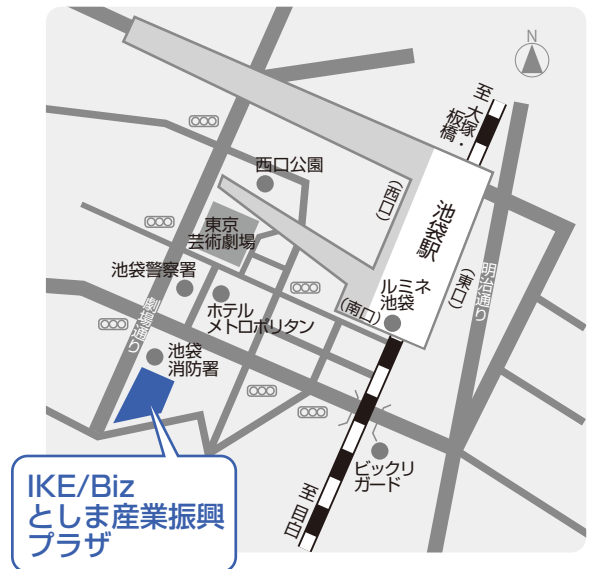 N
至
大塚・
板橋
西口公園
(西口)
池袋駅
東京
芸術劇場
(東口)
明治通り
池袋警察署
ルミネ
池袋
(南口)
ホテル
メトロポリタン
劇場通り
池袋
消防署
ビックリ
ガード
IKE/Biz
としま産業振興
プラザ
至
目白